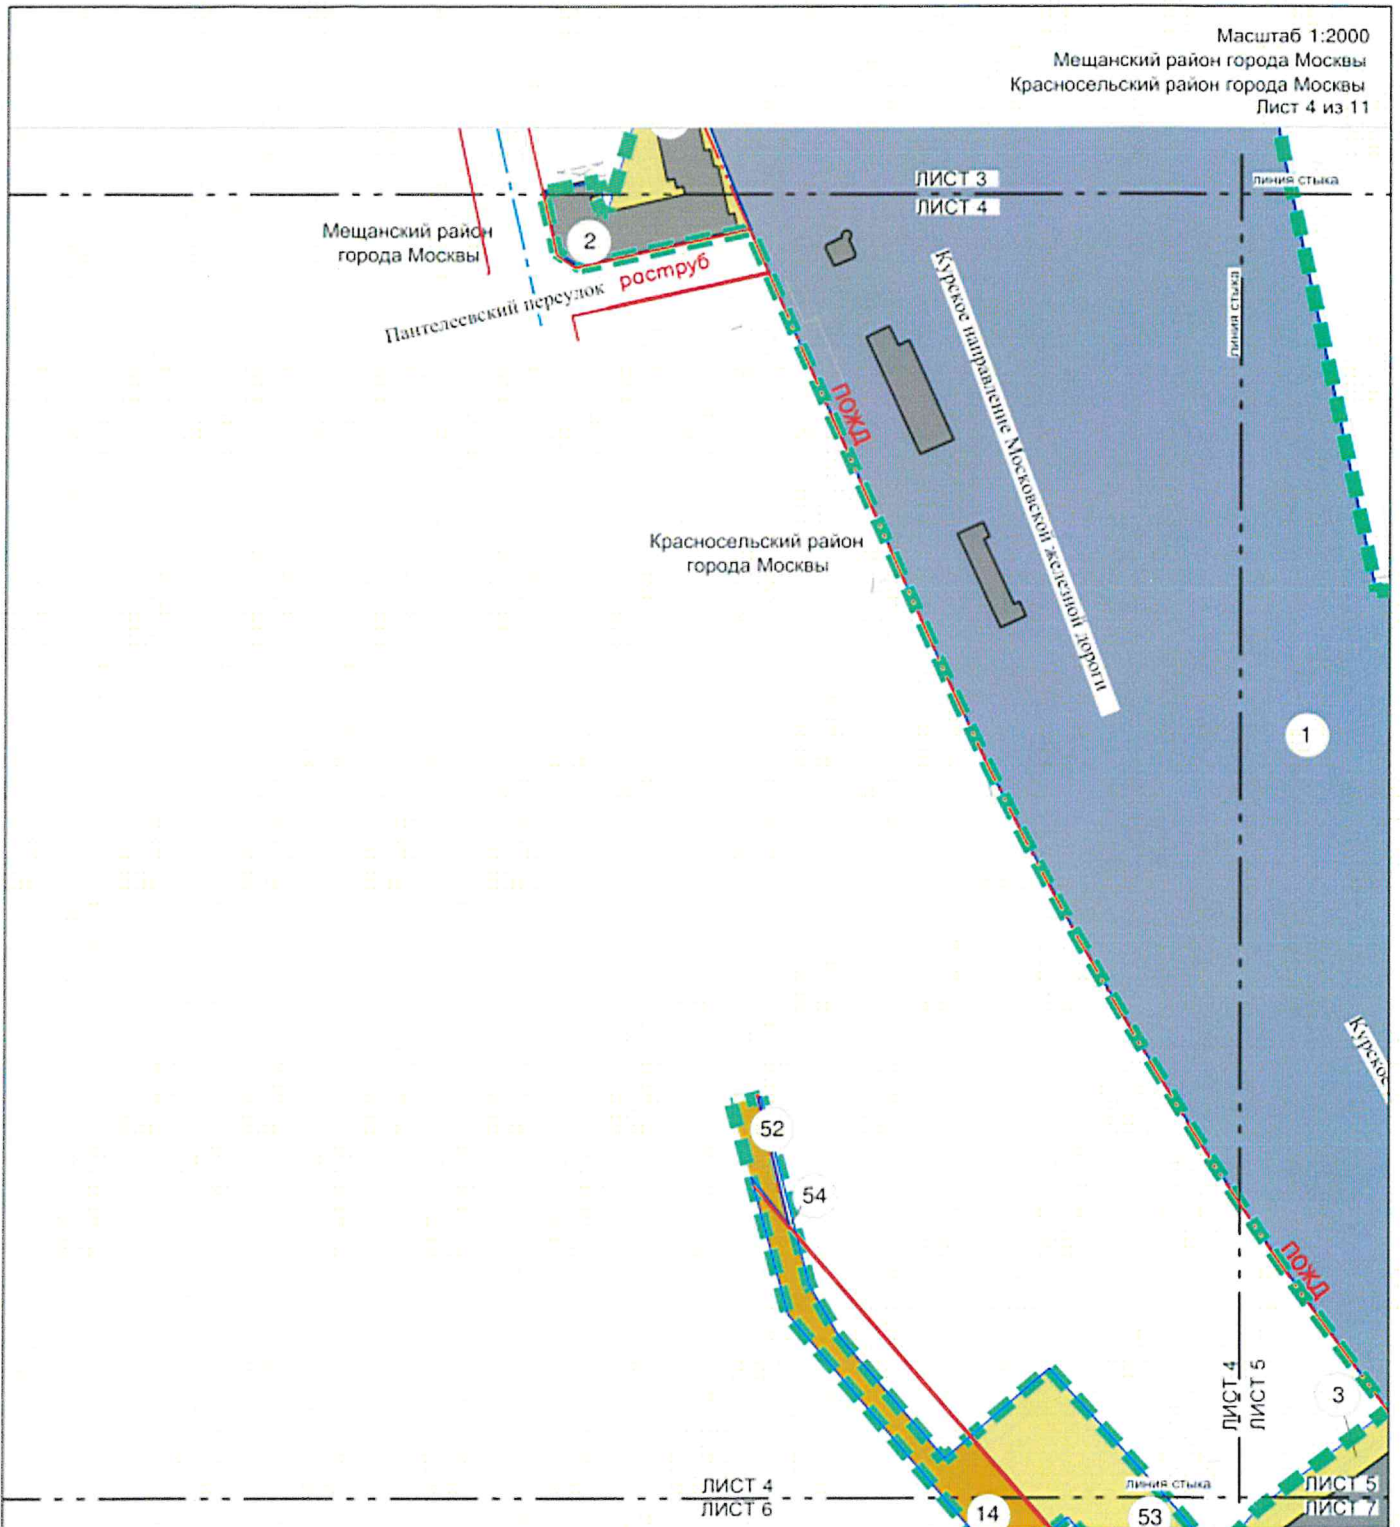 Масштаб 1:2000
Мещанский район города Москвы
Красносельский район города Москвы
Лист 4 из 11
ЛИСТ 3
линия стыка
ЛИСТ 4
Мещанский район
города Москвы
2
раструб
Пантелеевский переулок
Курское направление Московской железной дороги
линия стыка
ПОЖД
Красносельский район
города Москвы
1
Курское
52
54
ПОЖД
ЛИСТ 4
ЛИСТ 5
3
ЛИСТ 4
ЛИСТ 6
линия стыка
ЛИСТ 5
ЛИСТ 7
14
53